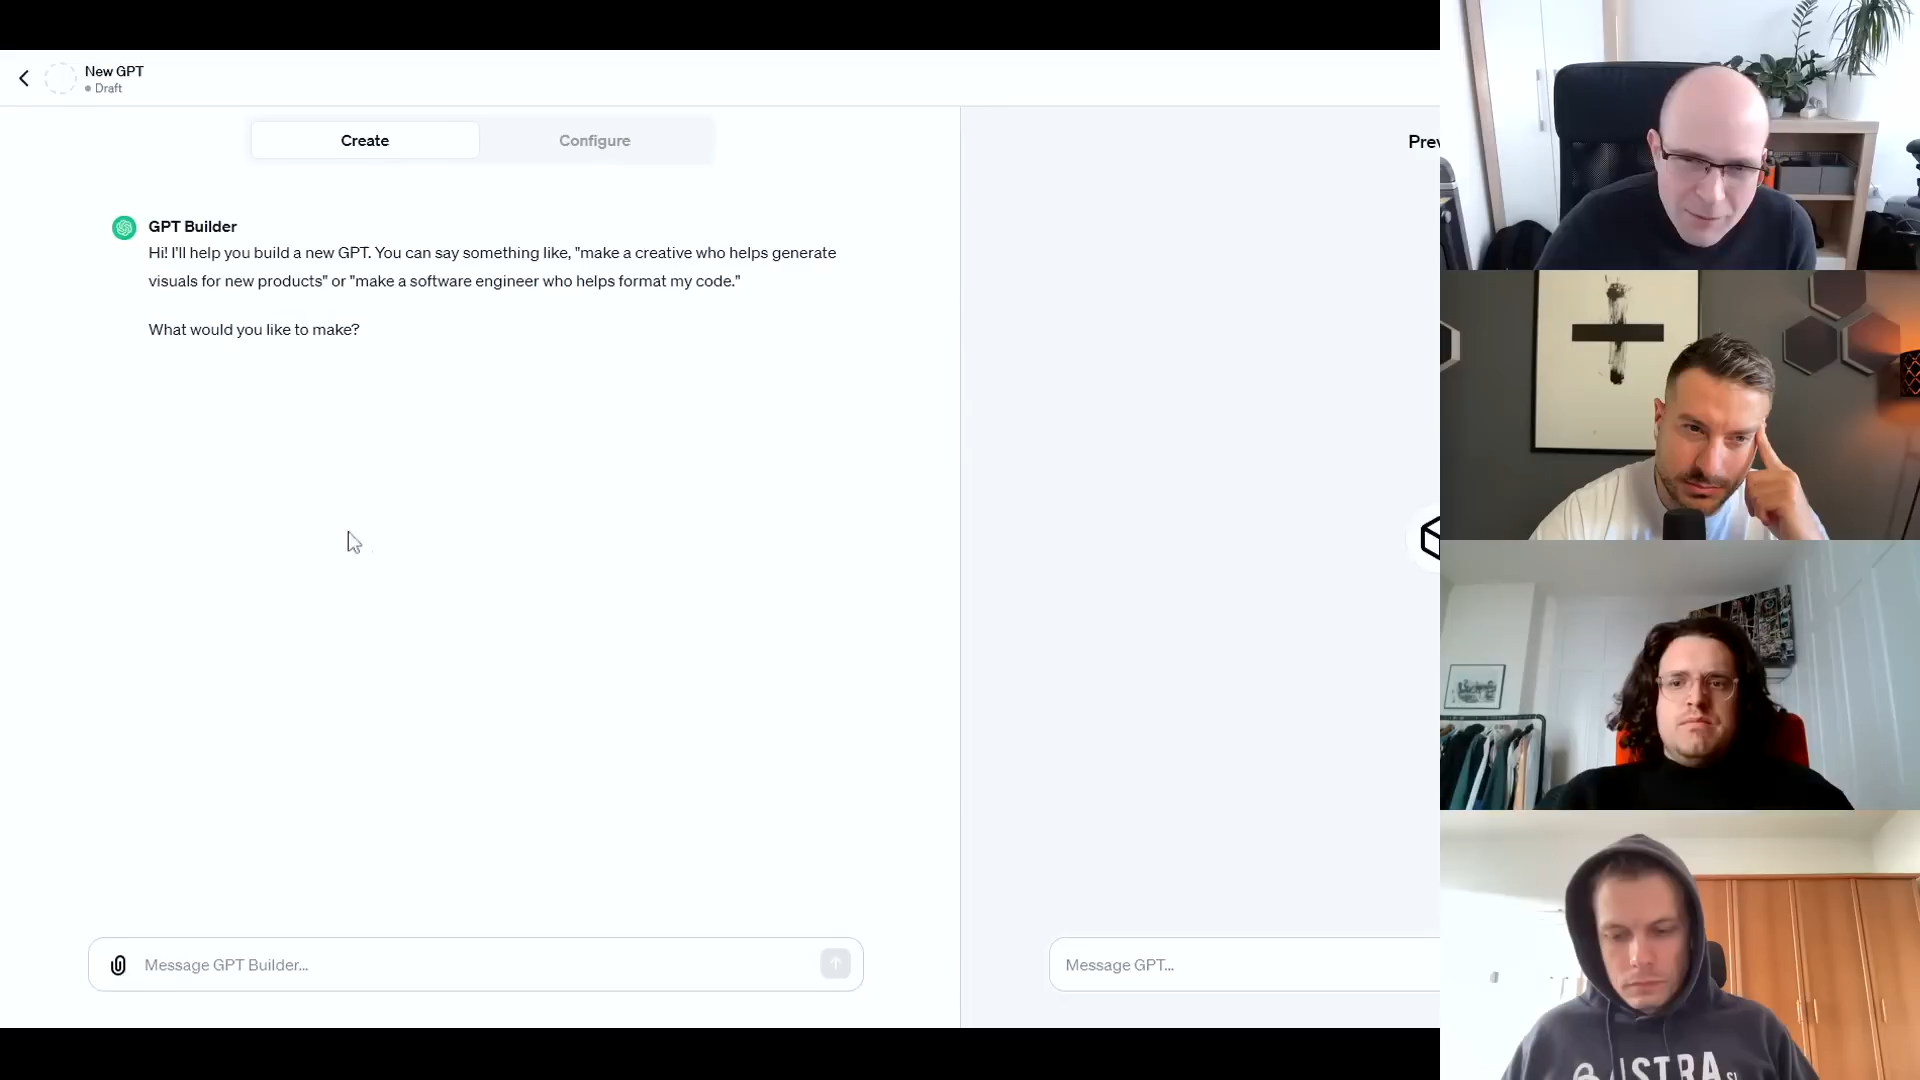 New GPT
Draft
Create
Configure
Prev
GPT Builder
Hi! I'll help you build a new GPT. You can say something like, "make a creative who helps generate
visuals for new products" or "make a software engineer who helps format my code."
What would you like to make?
Message GPT Builder...
Message GPT...